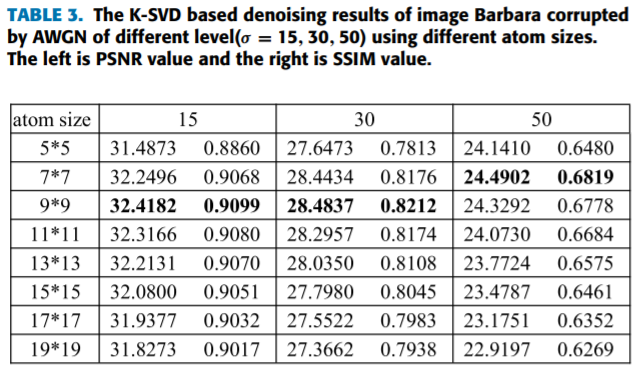 TABLE 3. The K-SVD based denoising results of image Barbara corrupted
by AWGN of different level(σ = 15, 30, 50) using different atom sizes.
The left is PSNR value and the right is SSIM value.
atom size 15 30 50
5*5 31.4873 0.8860 27.6473 0.7813 24.1410 0.6480
7*7 32.2496 0.9068 28.4434 0.8176 24.4902 0.6819
9*9 32.4182 0.9099 28.4837 0.8212 24.3292 0.6778
11*11 32.3166 0.9080 28.2957 0.8174 24.0730 0.6684
13*13 32.2131 0.9070 28.0350 0.8108 23.7724 0.6575
15*15 32.0800 0.9051 27.7980 0.8045 23.4787 0.6461
17*17 31.9377 0.9032 27.5522 0.7983 23.1751 0.6352
19*19 31.8273 0.9017 27.3662 0.7938 22.9197 0.6269